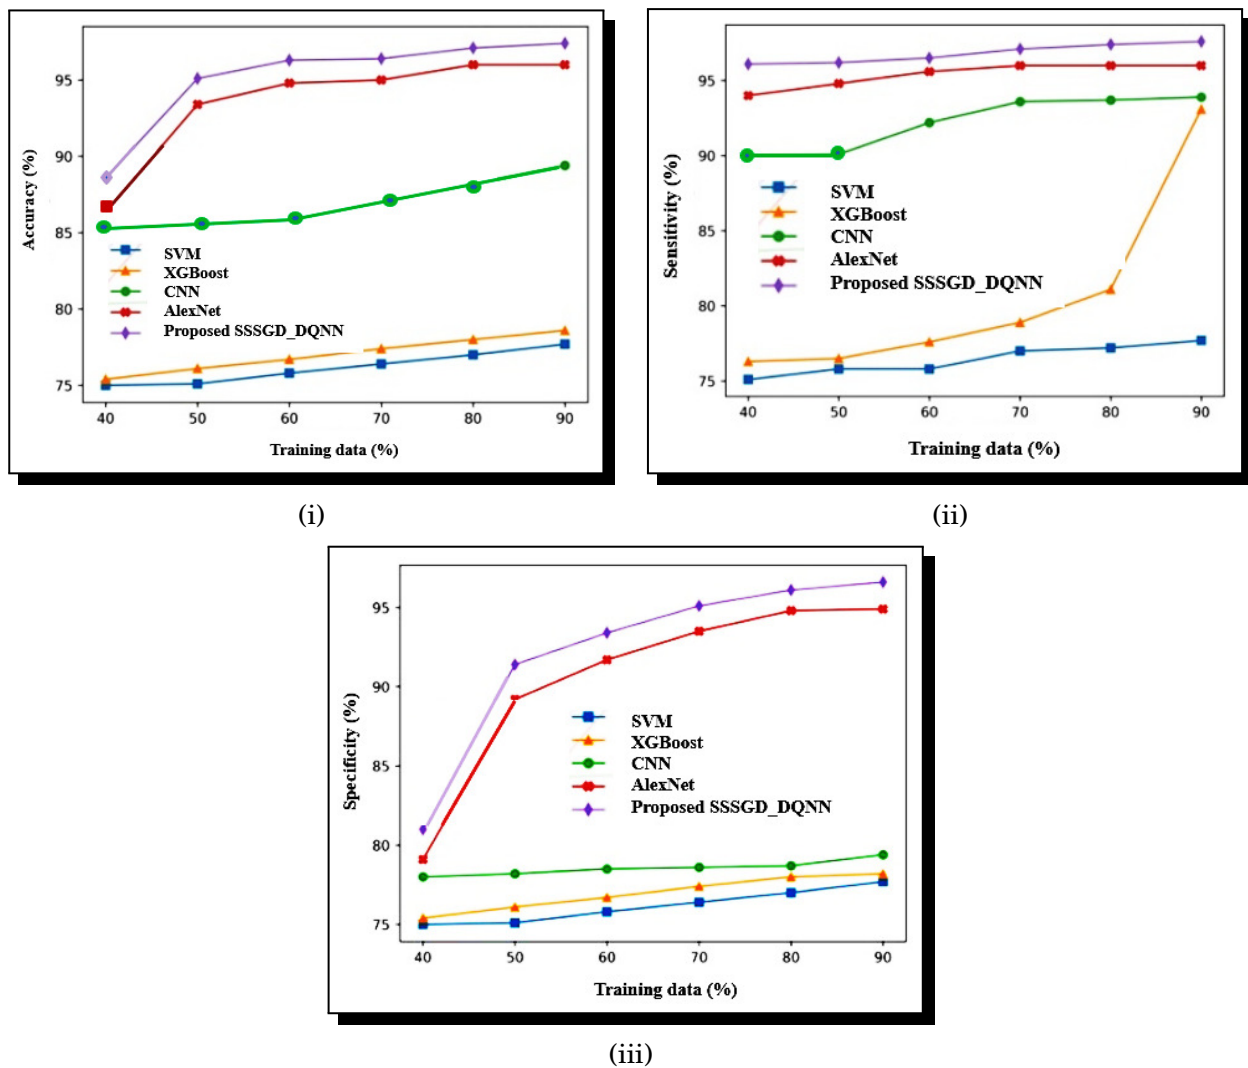 95
90
85
80
75
Accuracy (%)
SVM
XGBoost
CNN
AlexNet
Proposed SSSGD_DQNN
40 50 60 70 80 90
Training data (%)
(i)
95
90
85
80
75
Sensitivity (%)
SVM
XGBoost
CNN
AlexNet
Proposed SSSGD_DQNN
40 50 60 70 80 90
Training data (%)
(ii)
95
90
85
80
75
Specificity (%)
SVM
XGBoost
CNN
AlexNet
Proposed SSSGD_DQNN
40 50 60 70 80 90
Training data (%)
(iii)